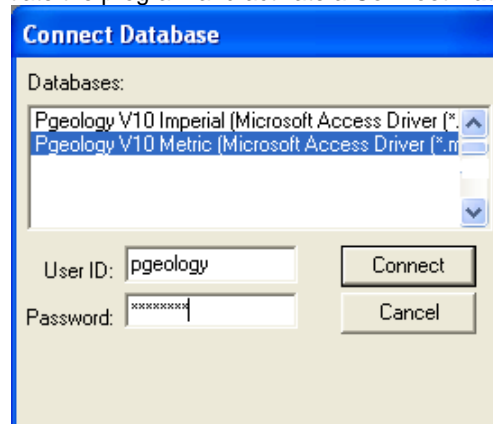 Connect Database
Databases:
Pgeology V10 Imperial (Microsoft Access Driver (*.
Pgeology V10 Metric (Microsoft Access Driver (*.m
User ID: pgeology
Connect
Password: ********
Cancel